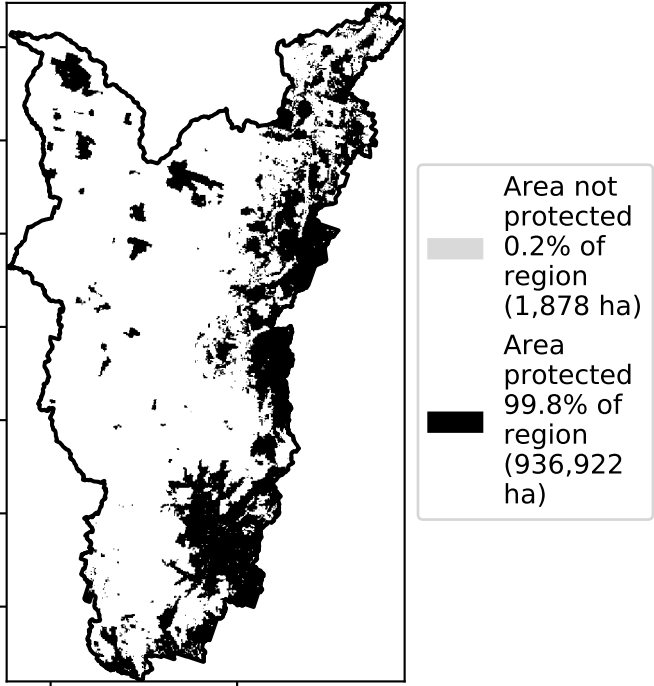 Area not
protected
0.2% of
region
(1,878 ha)
Area
protected
99.8% of
region
(936,922
ha)